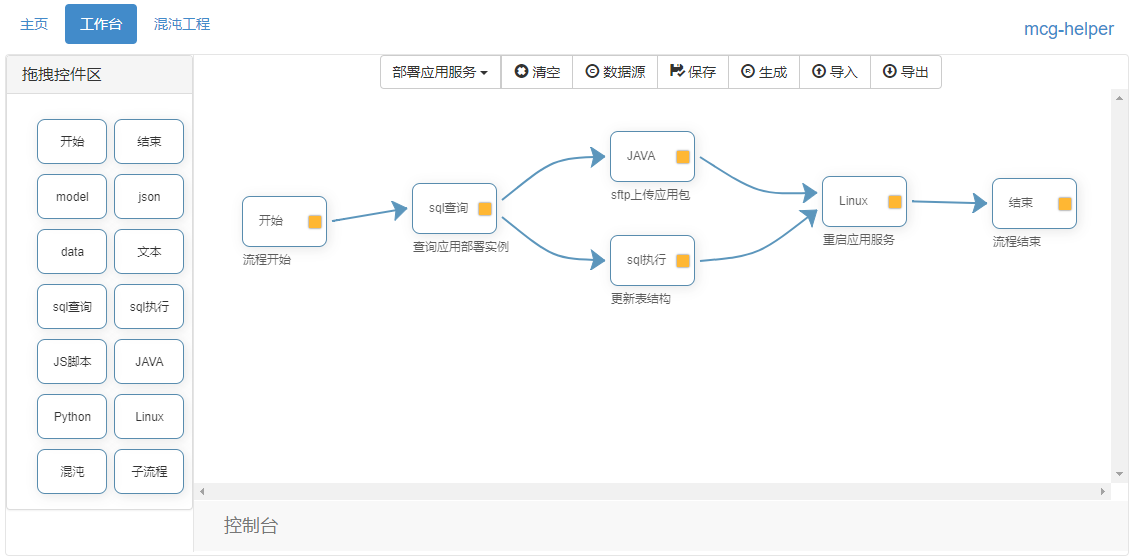 主页 工作台 混沌工程 mcg-helper
拖拽控件区
部署应用服务 清空 数据源 保存 生成 导入 导出
开始 结束
model json
data 文本
sql查询 sql执行
JS脚本 JAVA
Python Linux
混沌 子流程
开始
流程开始
sql查询
查询应用部署实例
JAVA
sftp上传应用包
sql执行
更新表结构
Linux
重启应用服务
结束
流程结束
控制台